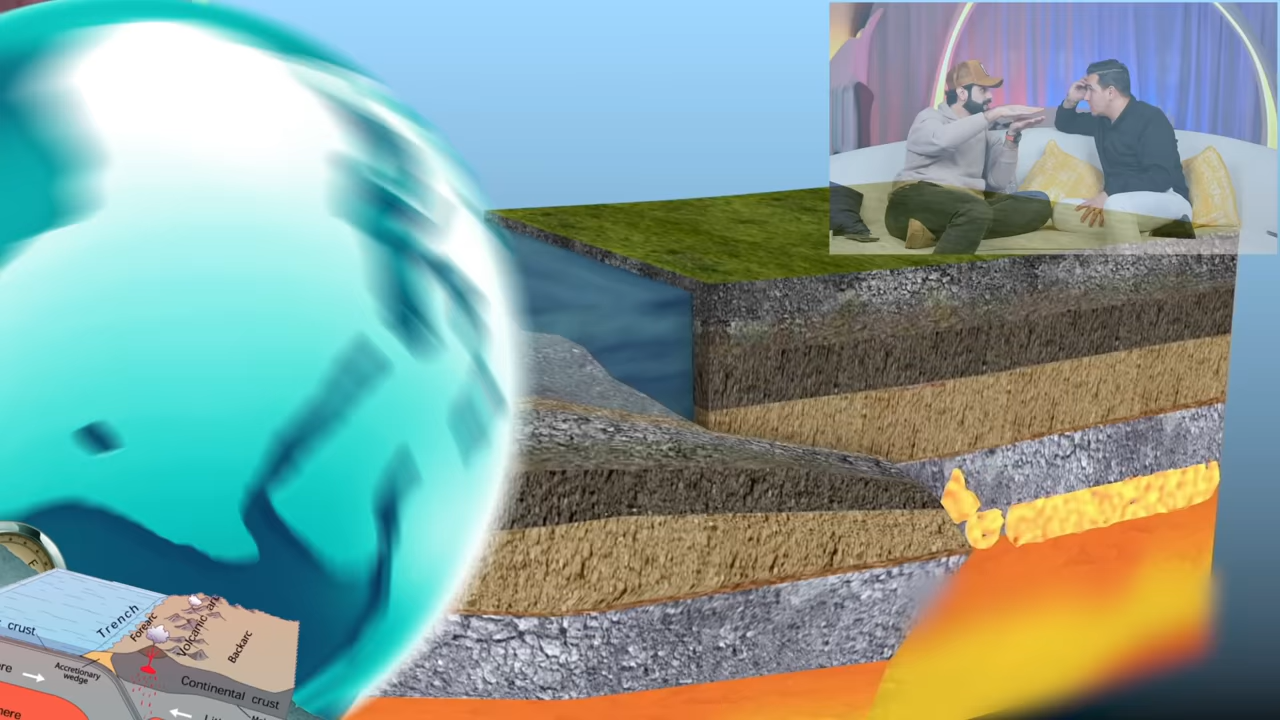 Trench
crust
Forearc
Volcanic arc
Backarc
Accretionary
wedge
Continental crust